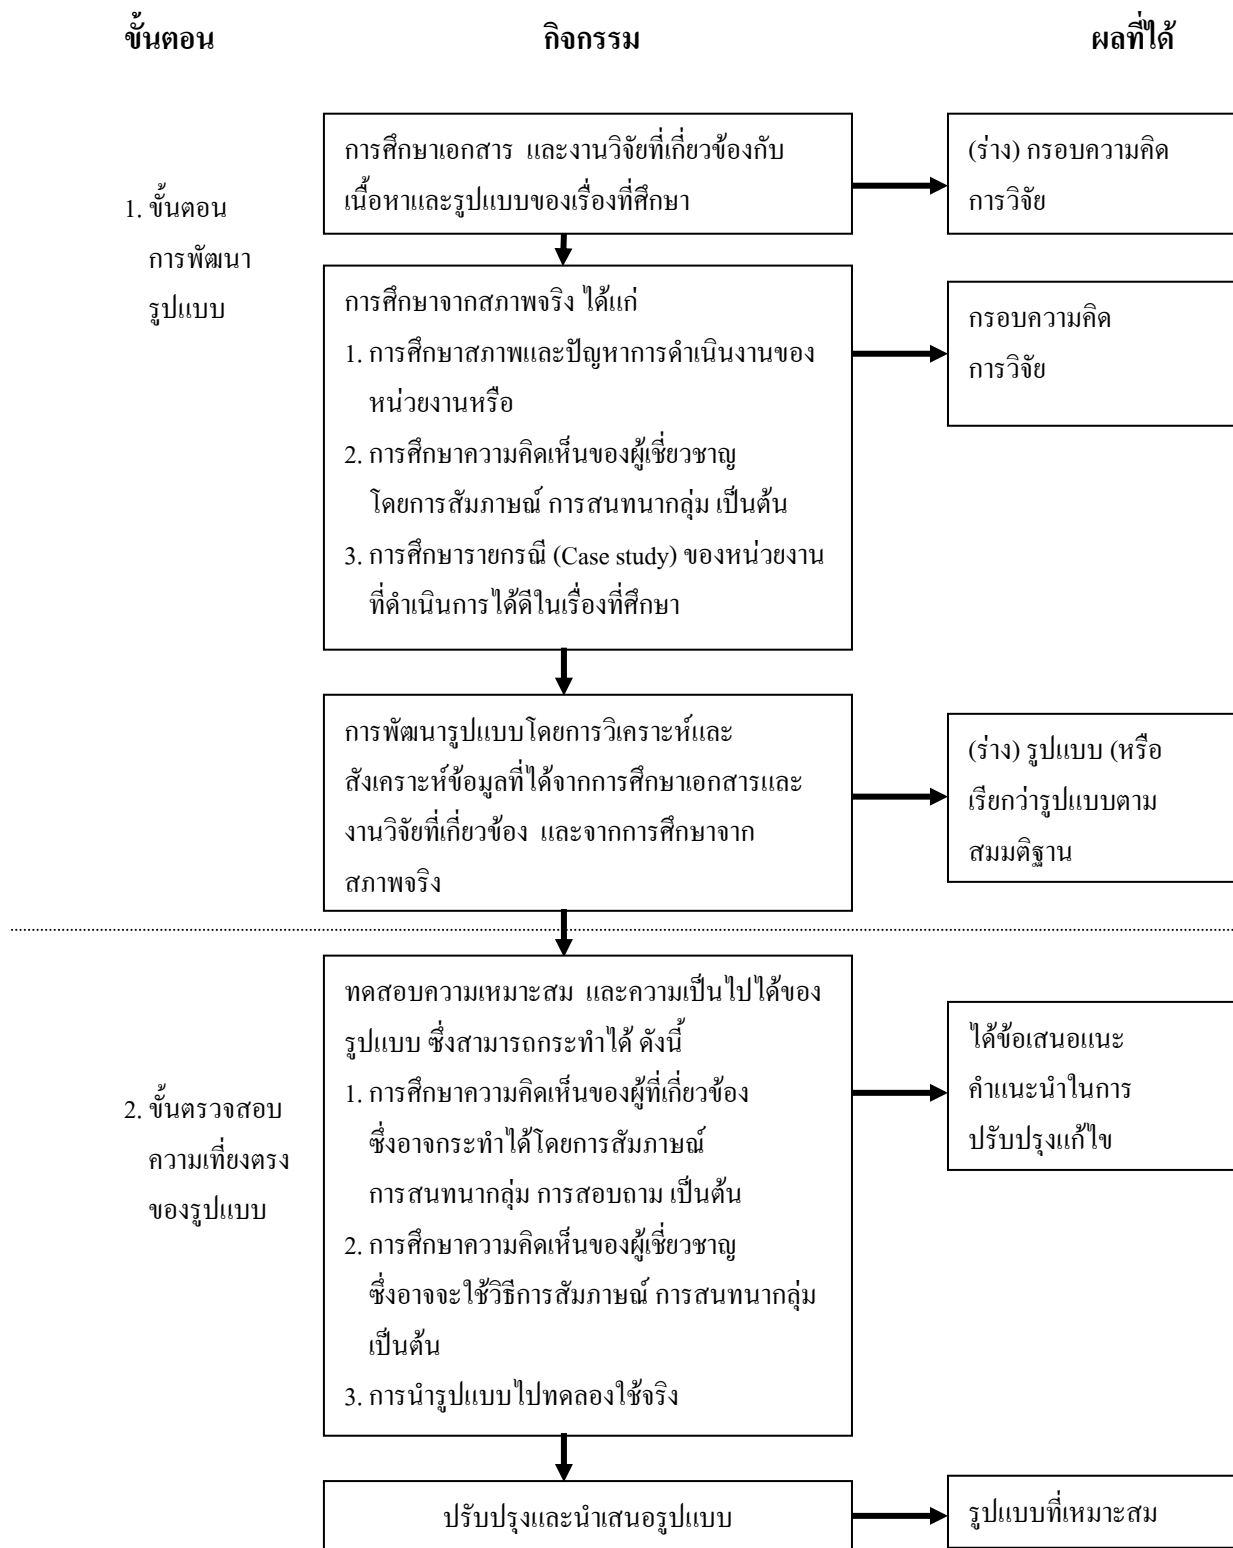 ขั้นตอน
กิจกรรม
ผลที่ได้
1. ขั้นตอน
การพัฒนา
รูปแบบ
การศึกษาเอกสาร และงานวิจัยที่เกี่ยวข้องกับ
เนื้อหาและรูปแบบของเรื่องที่ศึกษา
(ร่าง) กรอบความคิด
การวิจัย
การศึกษาจากสภาพจริง ได้แก่
1. การศึกษาสภาพและปัญหาการดำเนินงานของ
หน่วยงานหรือ
2. การศึกษาความคิดเห็นของผู้เชี่ยวชาญ
โดยการสัมภาษณ์ การสนทนากลุ่ม เป็นต้น
3. การศึกษารายกรณี (Case study) ของหน่วยงาน
ที่ดำเนินการได้ดีในเรื่องที่ศึกษา
กรอบความคิด
การวิจัย
การพัฒนารูปแบบโดยการวิเคราะห์และ
สังเคราะห์ข้อมูลที่ได้จากการศึกษาเอกสารและ
งานวิจัยที่เกี่ยวข้อง และจากการศึกษาจาก
สภาพจริง
(ร่าง) รูปแบบ (หรือ
เรียกว่ารูปแบบตาม
สมมติฐาน
2. ขั้นตรวจสอบ
ความเที่ยงตรง
ของรูปแบบ
ทดสอบความเหมาะสม และความเป็นไปได้ของ
รูปแบบ ซึ่งสามารถกระทำได้ ดังนี้
1. การศึกษาความคิดเห็นของผู้ที่เกี่ยวข้อง
ซึ่งอาจกระทำได้โดยการสัมภาษณ์
การสนทนากลุ่ม การสอบถาม เป็นต้น
2. การศึกษาความคิดเห็นของผู้เชี่ยวชาญ
ซึ่งอาจจะใช้วิธีการสัมภาษณ์ การสนทนากลุ่ม
เป็นต้น
3. การนำรูปแบบไปทดลองใช้จริง
ได้ข้อเสนอแนะ
คำแนะนำในการ
ปรับปรุงแก้ไข
ปรับปรุงและนำเสนอรูปแบบ
รูปแบบที่เหมาะสม